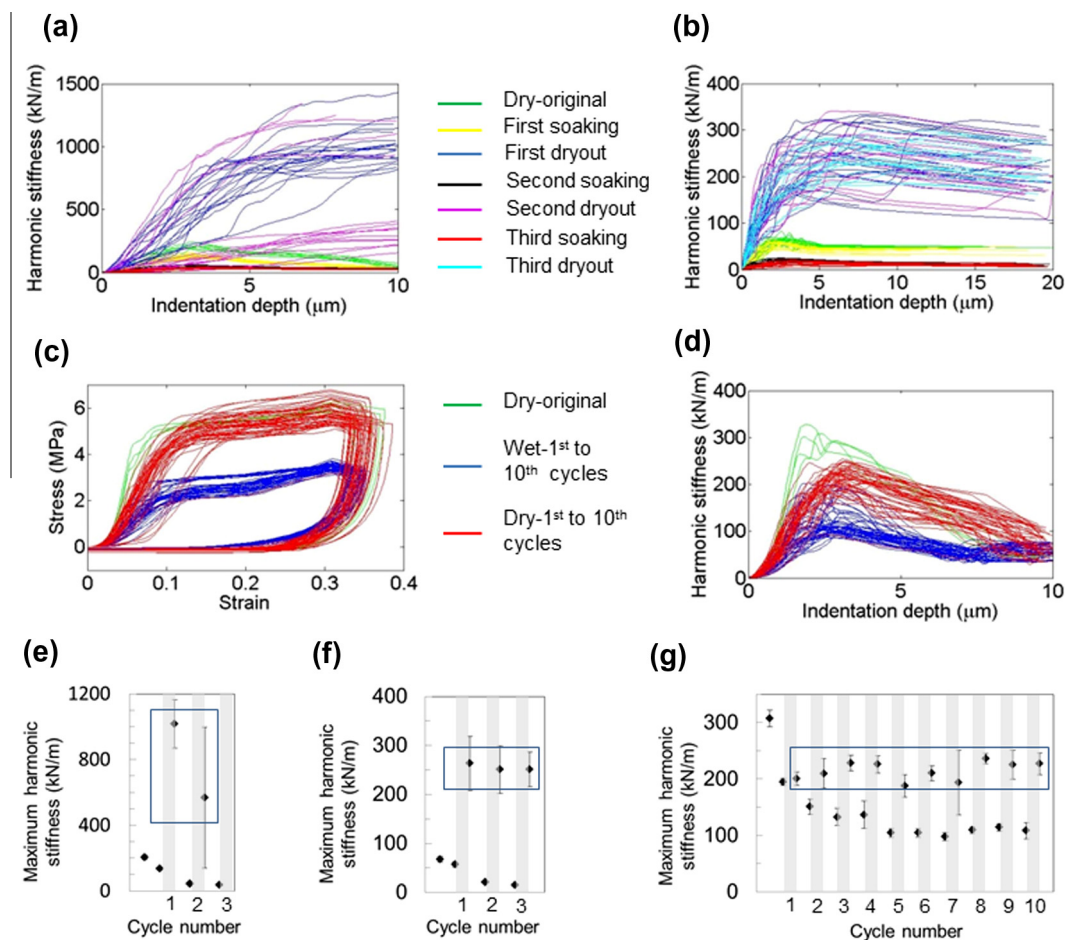 (a)
Harmonic stiffness (kN/m)
1500
1000
500
0
0
5
10
Indentation depth (μm)
Dry-original
First soaking
First dryout
Second soaking
Second dryout
Third soaking
Third dryout
(b)
Harmonic stiffness (kN/m)
400
300
200
100
0
0
5
10
15
20
Indentation depth (μm)
(c)
Stress (MPa)
6
4
2
0
0
0.1
0.2
0.3
0.4
Strain
Dry-original
Wet-1st to
10th cycles
Dry-1st to 10th
cycles
(d)
Harmonic stiffness (kN/m)
400
300
200
100
0
0
5
10
Indentation depth (μm)
(e)
Maximum harmonic
stiffness (kN/m)
1200
1000
800
600
400
200
0
1 2 3
Cycle number
(f)
Maximum harmonic
stiffness (kN/m)
400
300
200
100
0
1 2 3
Cycle number
(g)
Maximum harmonic
stiffness (kN/m)
300
200
100
0
1 2 3 4 5 6 7 8 9 10
Cycle number